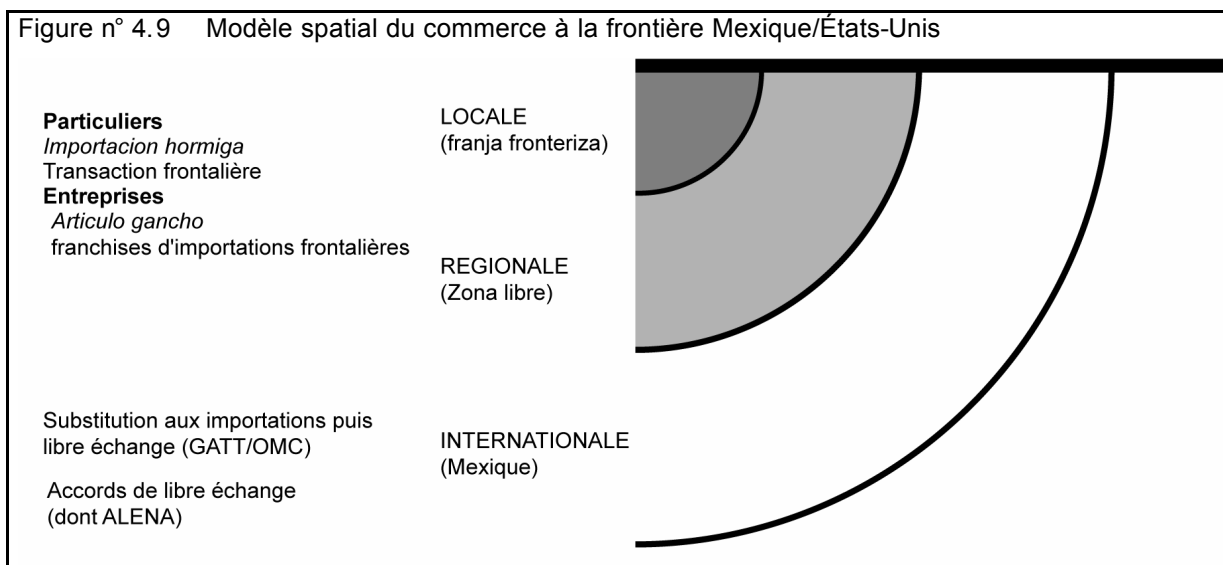 Figure n° 4.9 Modèle spatial du commerce à la frontière Mexique/États-Unis
Particuliers
Importacion hormiga
Transaction frontalière
Entreprises
Articulo gancho
franchises d'importations frontalières
LOCALE
(franja fronteriza)
REGIONALE
(Zona libre)
Substitution aux importations puis
libre échange (GATT/OMC)
Accords de libre échange
(dont ALENA)
INTERNATIONALE
(Mexique)